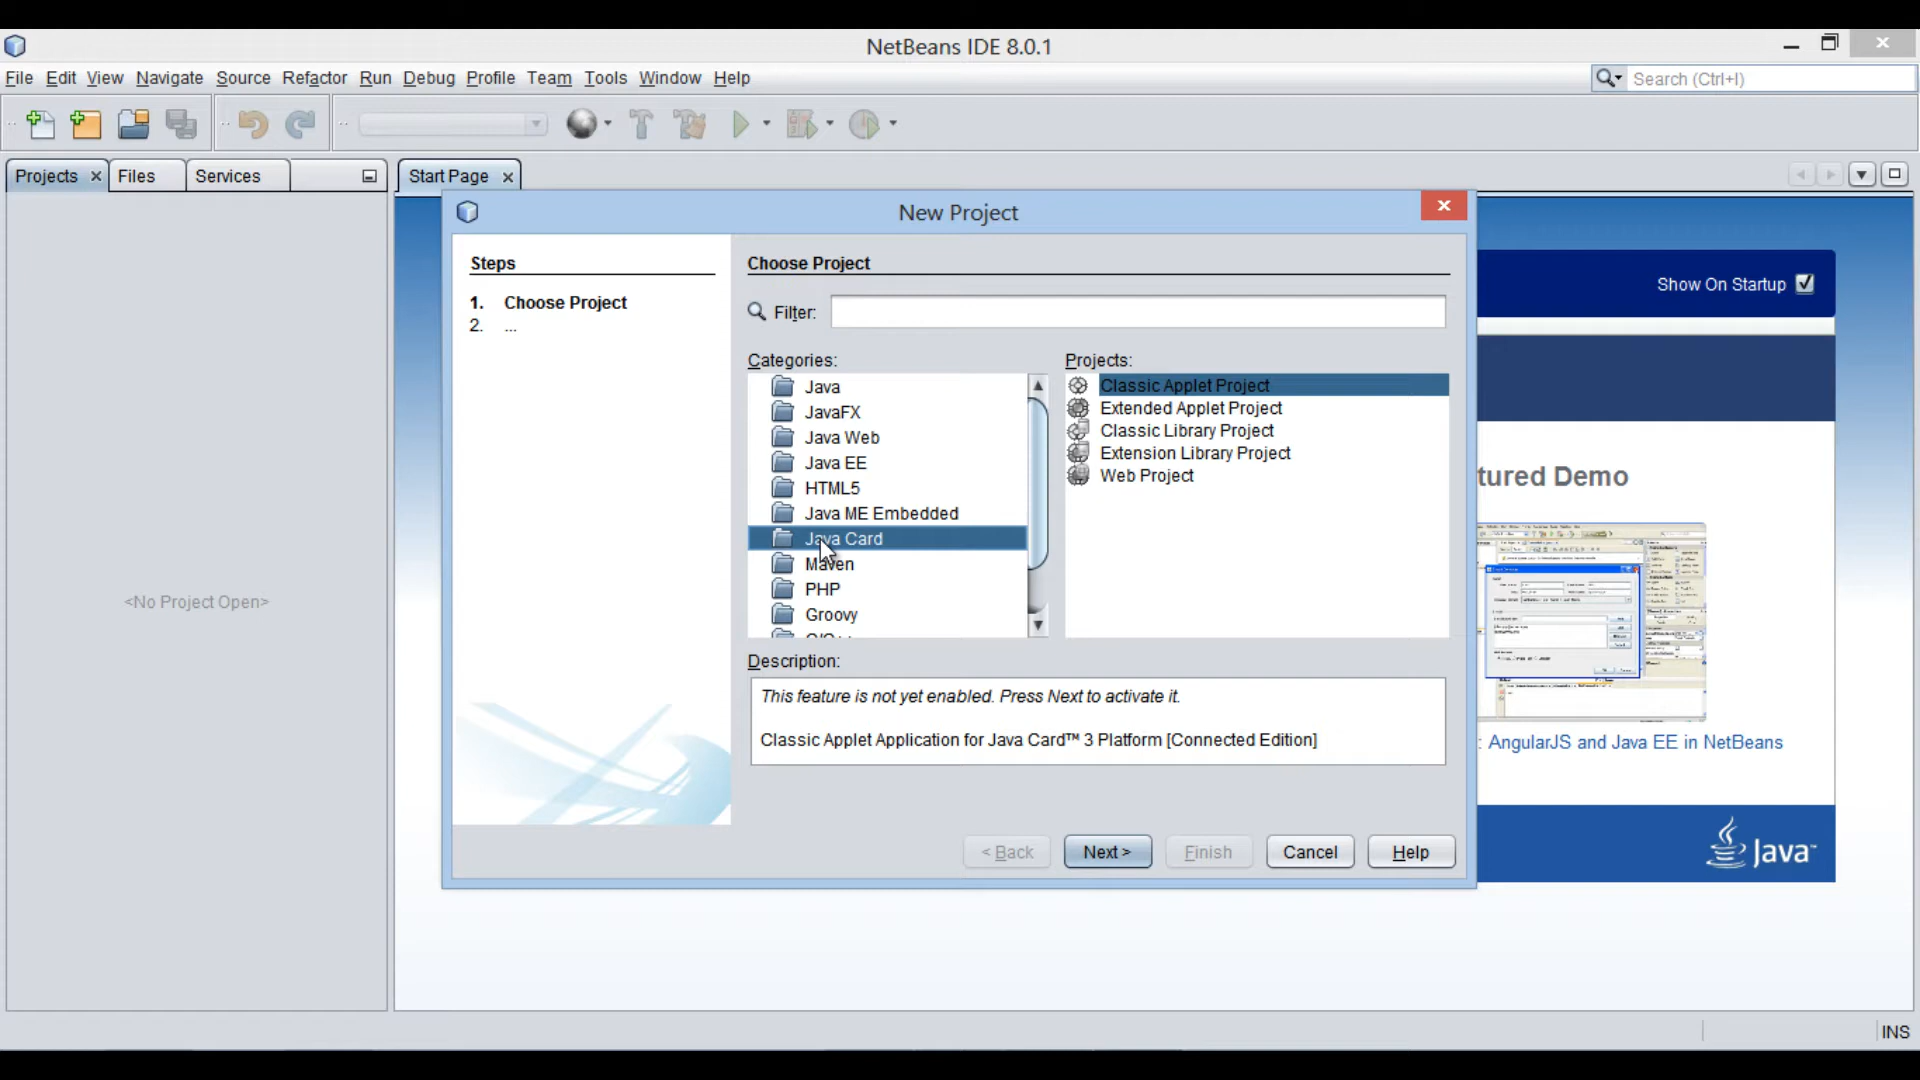 NetBeans IDE 8.0.1
File Edit View Navigate Source Refactor Run Debug Profile Team Tools Window Help
Search (Ctrl+I)
Projects
Files
Services
Start Page
New Project
Steps
1. Choose Project
2. ...
Choose Project
Filter:
Categories:
Java
JavaFX
Java Web
Java EE
HTML5
Java ME Embedded
Java Card
Maven
PHP
Groovy
Projects:
Classic Applet Project
Extended Applet Project
Classic Library Project
Extension Library Project
Web Project
Description:
This feature is not yet enabled. Press Next to activate it.
Classic Applet Application for Java Card™ 3 Platform [Connected Edition]
< Back
Next >
Finish
Cancel
Help
<No Project Open>
Show On Startup
tured Demo
: AngularJS and Java EE in NetBeans
Java™
INS